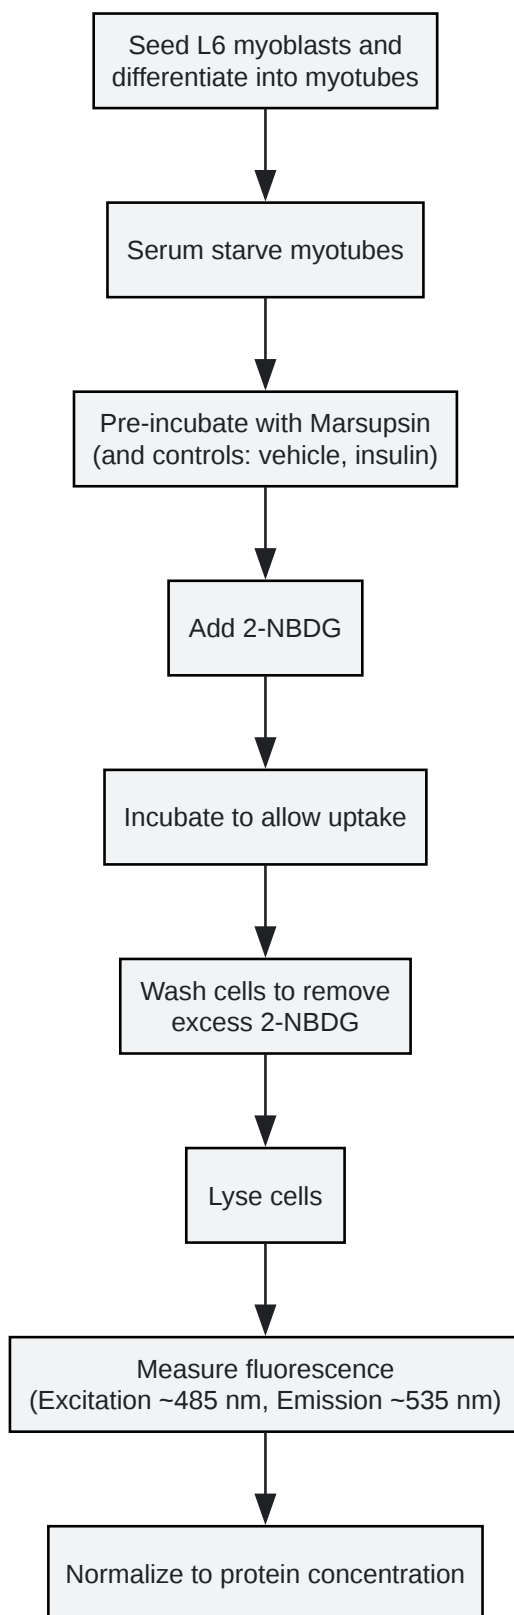 Seed L6 myoblasts and
differentiate into myotubes
Serum starve myotubes
Pre-incubate with Marsupsin
(and controls: vehicle, insulin)
Add 2-NBDG
Incubate to allow uptake
Wash cells to remove
excess 2-NBDG
Lyse cells
Measure fluorescence
(Excitation ~485 nm, Emission ~535 nm)
Normalize to protein concentration